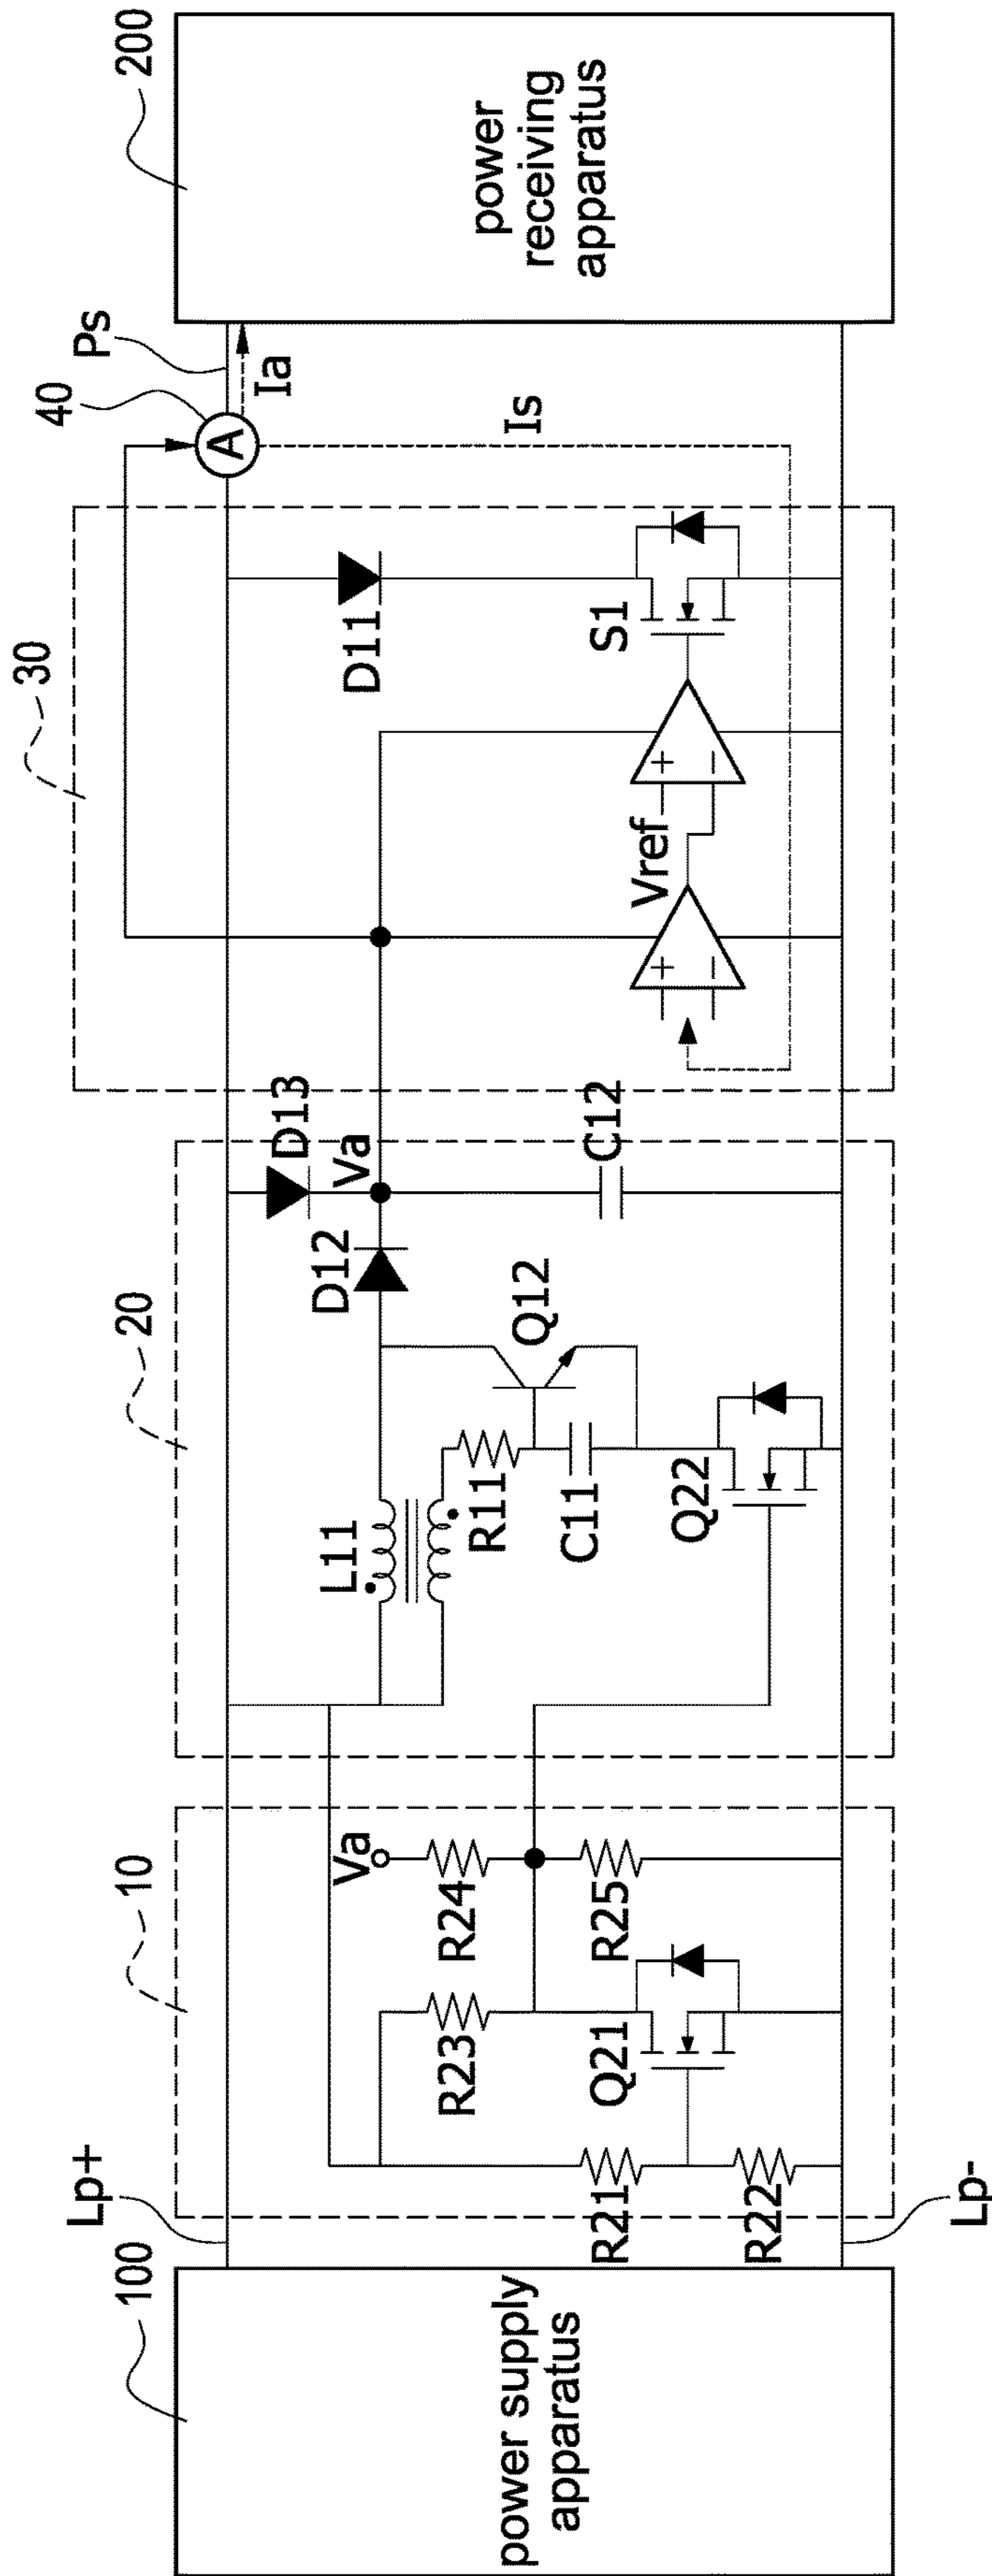 100
power supply
apparatus
Lp+
Lp-
10
R21
R22
R23
Q21
Va
R24
R25
20
L11
R11
C11
Q12
Q22
D12
D13
Va
C12
30
Vref
+
−
+
−
D11
S1
40
A
Ps
Ia
Is
200
power
receiving
apparatus